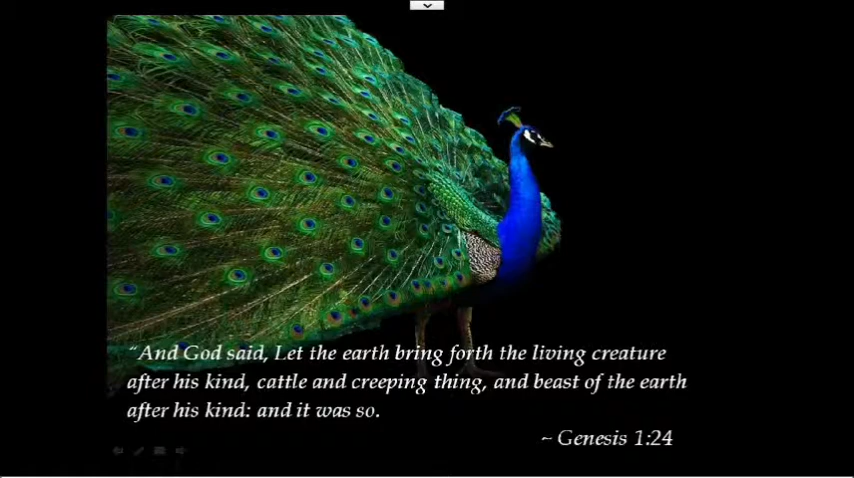 “And God said, Let the earth bring forth the living creature
after his kind, cattle and creeping thing, and beast of the earth
after his kind: and it was so.
~ Genesis 1:24